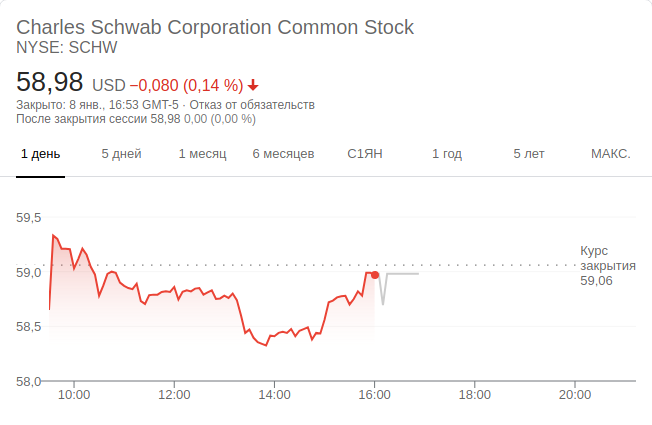 Charles Schwab Corporation Common Stock
NYSE: SCHW
58,98 USD −0,080 (0,14 %)
Закрыто: 8 янв., 16:53 GMT-5 · Отказ от обязательств
После закрытия сессии 58,98 0,00 (0,00 %)
1 день 5 дней 1 месяц 6 месяцев С1ЯН 1 год 5 лет МАКС.
59,5
Курс
закрытия
59,06
59,0
58,5
58,0
10:00 12:00 14:00 16:00 18:00 20:00